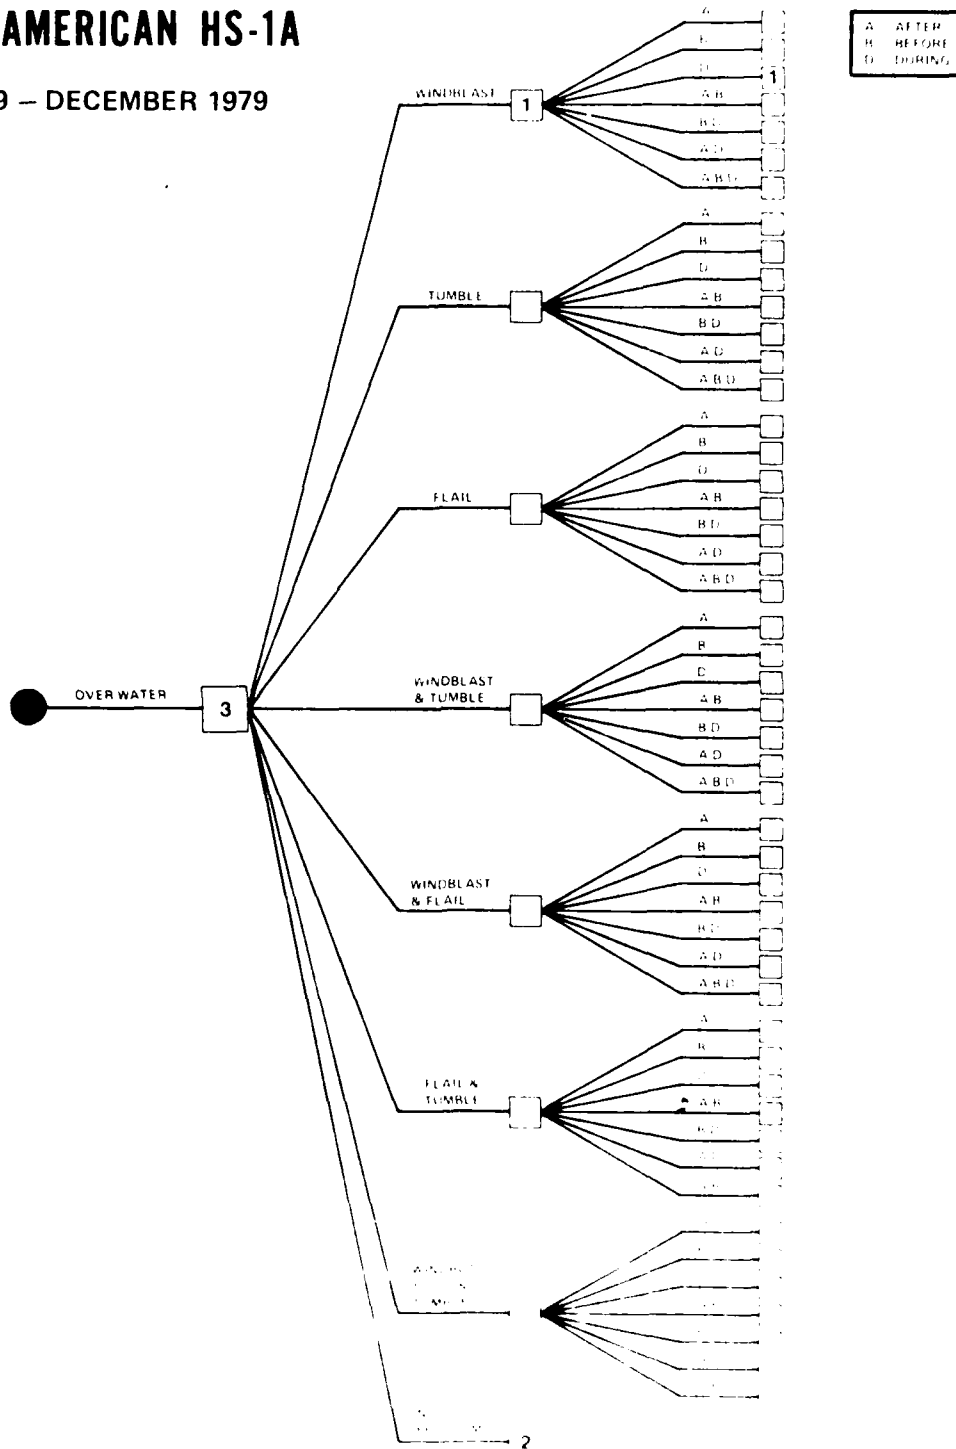 AMERICAN HS-1A
9 – DECEMBER 1979
A AFTER
B BEFORE
D DURING
A
B
D
1
WINDBLAST
1
A B
B D
A D
A B D
A
B
D
TUMBLE
A B
B D
A D
A B D
A
B
D
FLAIL
A B
B D
A D
A B D
A
B
WINDBLAST
D
& TUMBLE
A B
OVER WATER
3
B D
A D
A B D
A
B
D
WINDBLAST
& FLAIL
A B
B D
A D
A B D
A
B
FLAIL &
TUMBLE
A B
B D
2